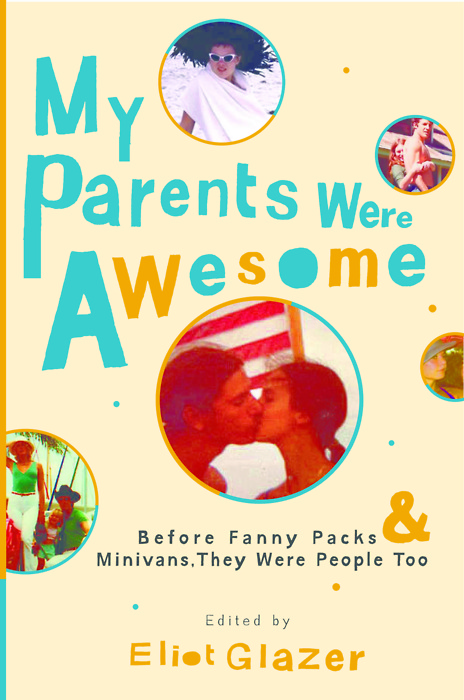 My
Parents Were
Awesome
Before Fanny Packs &
Minivans, They Were People Too
Edited by
Eliot Glazer